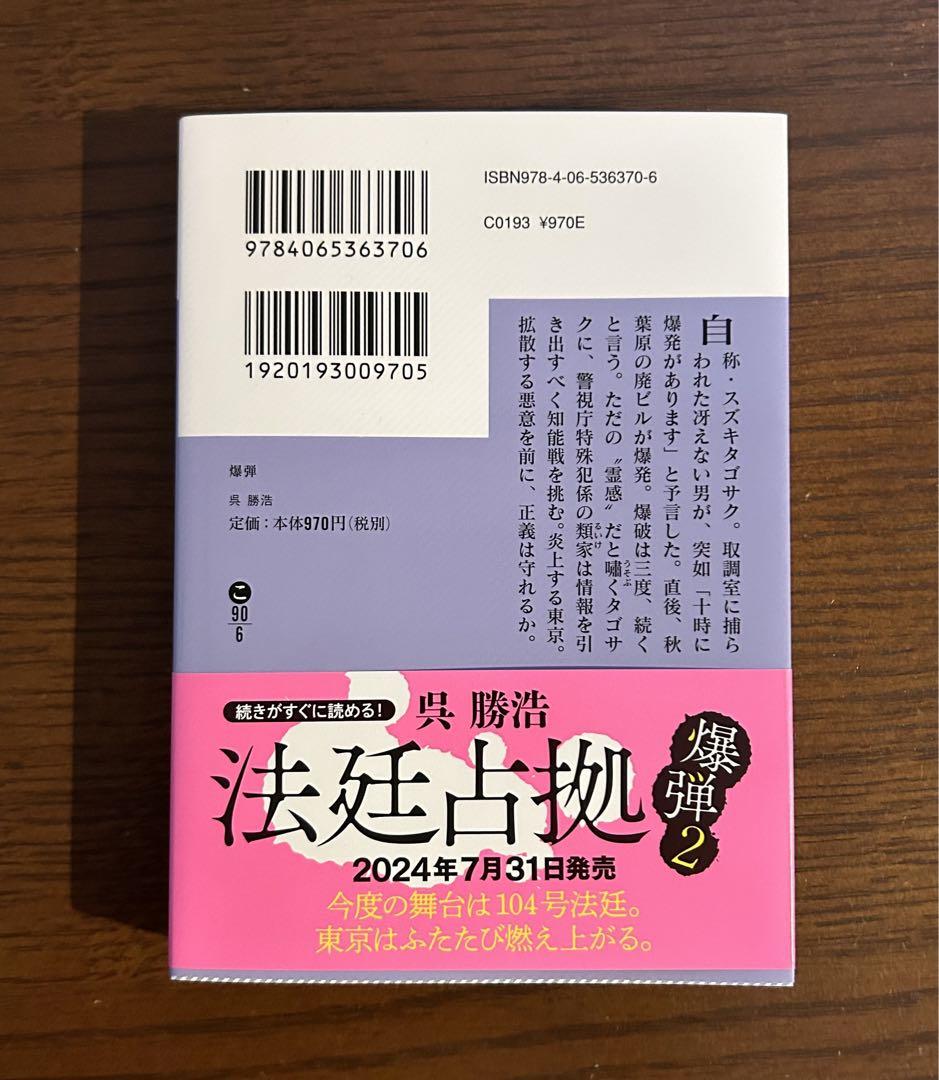 9784065363706
ISBN978-4-06-536370-6
C0193 ¥970E
1920193009705
爆弾
呉 勝浩
定価：本体970円（税別）
こ
90
6
自称・スズキタゴサク。取調室に捕ら
われた冴えない男が、突如「十時に
爆発があります」と予言した。直後、秋
葉原の廃ビルが爆発。爆破は三度、続く
と言う。ただの〝霊感〟だと嘯くタゴサ
うそぶ
クに、警視庁特殊犯係の類家は情報を引
るいけ
き出すべく知能戦を挑む。炎上する東京。
拡散する悪意を前に、正義は守れるか。
続きがすぐに読める！
呉 勝浩
法廷占拠
爆弾2
2024年7月31日発売
今度の舞台は104号法廷。
東京はふたたび燃え上がる。